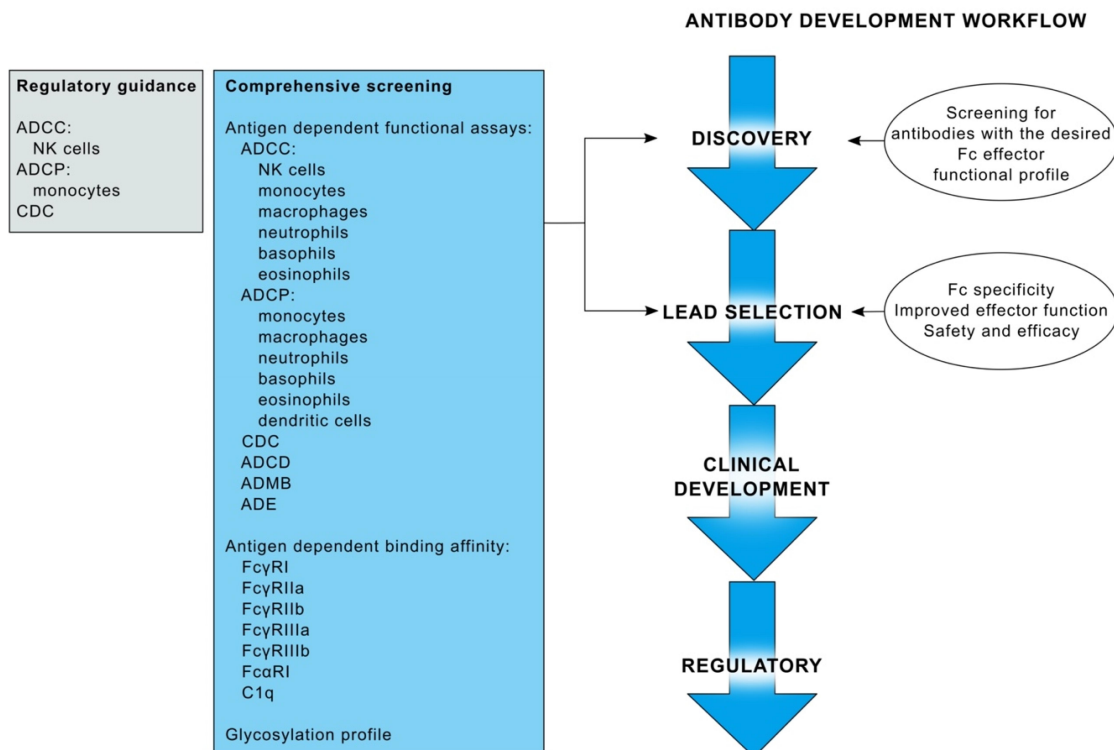 ANTIBODY DEVELOPMENT WORKFLOW
Regulatory guidance
ADCC:
NK cells
ADCP:
monocytes
CDC
Comprehensive screening
Antigen dependent functional assays:
ADCC:
NK cells
monocytes
macrophages
neutrophils
basophils
eosinophils
ADCP:
monocytes
macrophages
neutrophils
basophils
eosinophils
dendritic cells
CDC
ADCD
ADMB
ADE
Antigen dependent binding affinity:
FcγRI
FcγRIIa
FcγRIIb
FcγRIIIa
FcγRIIIb
FcαRI
C1q
Glycosylation profile
DISCOVERY
Screening for
antibodies with the desired
Fc effector
functional profile
LEAD SELECTION
Fc specificity
Improved effector function
Safety and efficacy
CLINICAL
DEVELOPMENT
REGULATORY